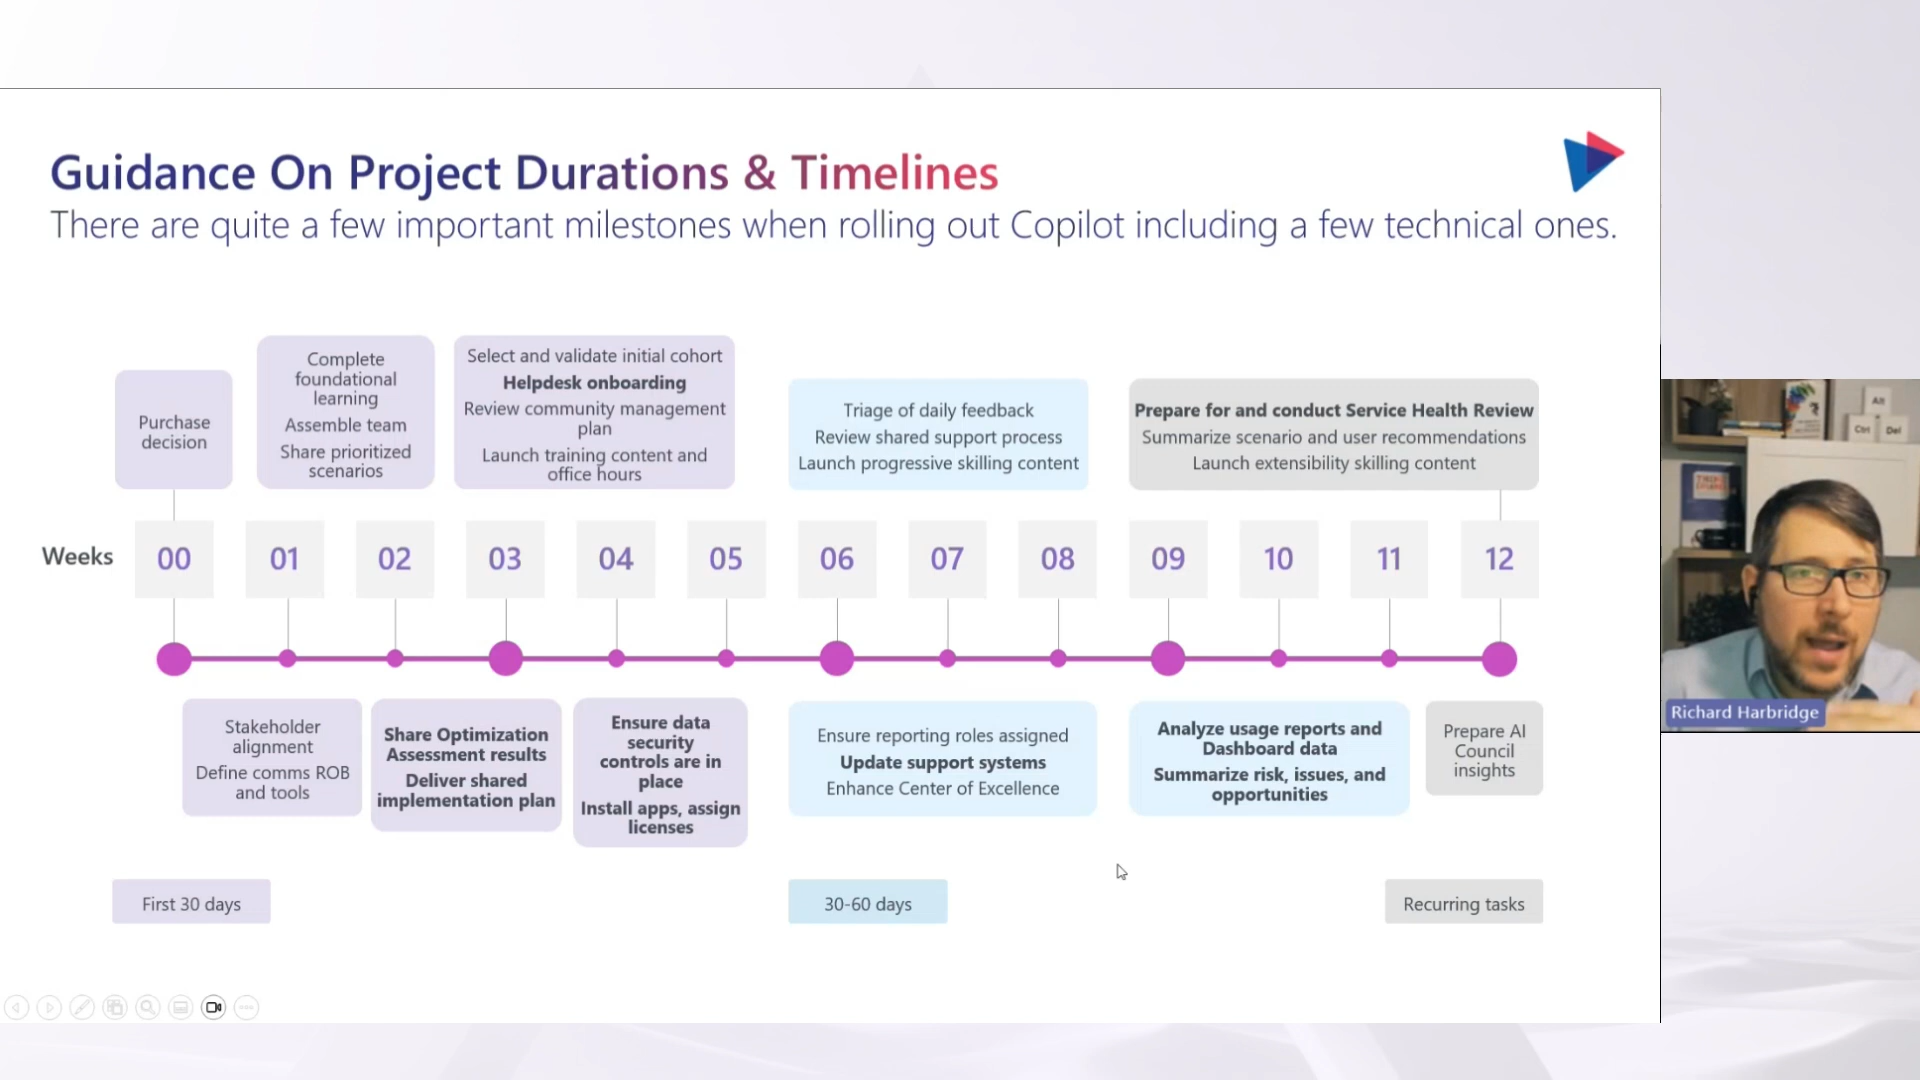 Guidance On Project Durations & Timelines
There are quite a few important milestones when rolling out Copilot including a few technical ones.
Purchase
decision
Complete
foundational
learning
Assemble team
Share prioritized
scenarios
Select and validate initial cohort
Helpdesk onboarding
Review community management
plan
Launch training content and
office hours
Triage of daily feedback
Review shared support process
Launch progressive skilling content
Prepare for and conduct Service Health Review
Summarize scenario and user recommendations
Launch extensibility skilling content
Weeks
00
01
02
03
04
05
06
07
08
09
10
11
12
Stakeholder
alignment
Define comms ROB
and tools
Share Optimization
Assessment results
Deliver shared
implementation plan
Ensure data
security
controls are in
place
Install apps, assign
licenses
Ensure reporting roles assigned
Update support systems
Enhance Center of Excellence
Analyze usage reports and
Dashboard data
Summarize risk, issues, and
opportunities
Prepare AI
Council
insights
First 30 days
30-60 days
Recurring tasks
Alt
Ctrl
Del
Richard Harbridge